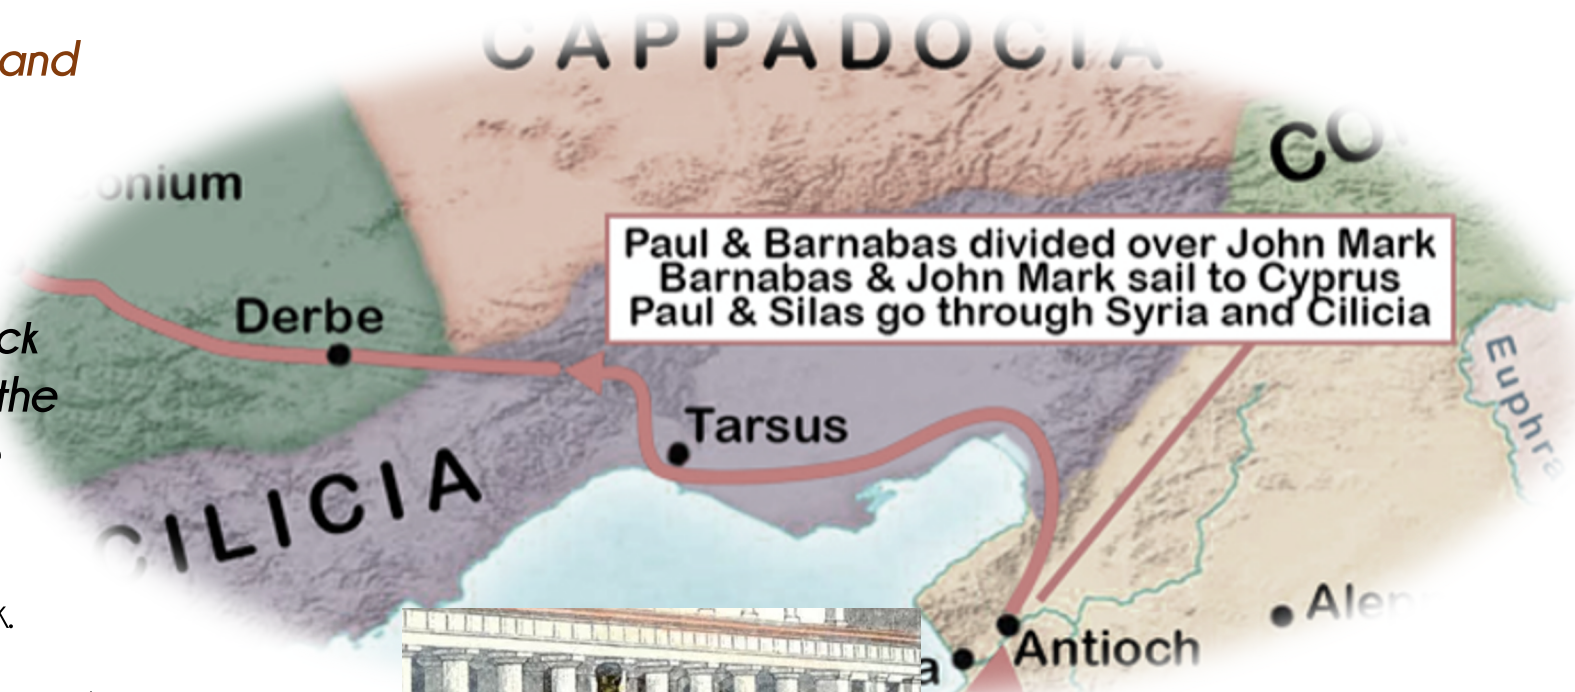 and
CAPPADOCIA
onium
Paul & Barnabas divided over John Mark
Barnabas & John Mark sail to Cyprus
Paul & Silas go through Syria and Cilicia
Derbe
ck
the
Euphra
Tarsus
CILICIA
k.
Antioch
a